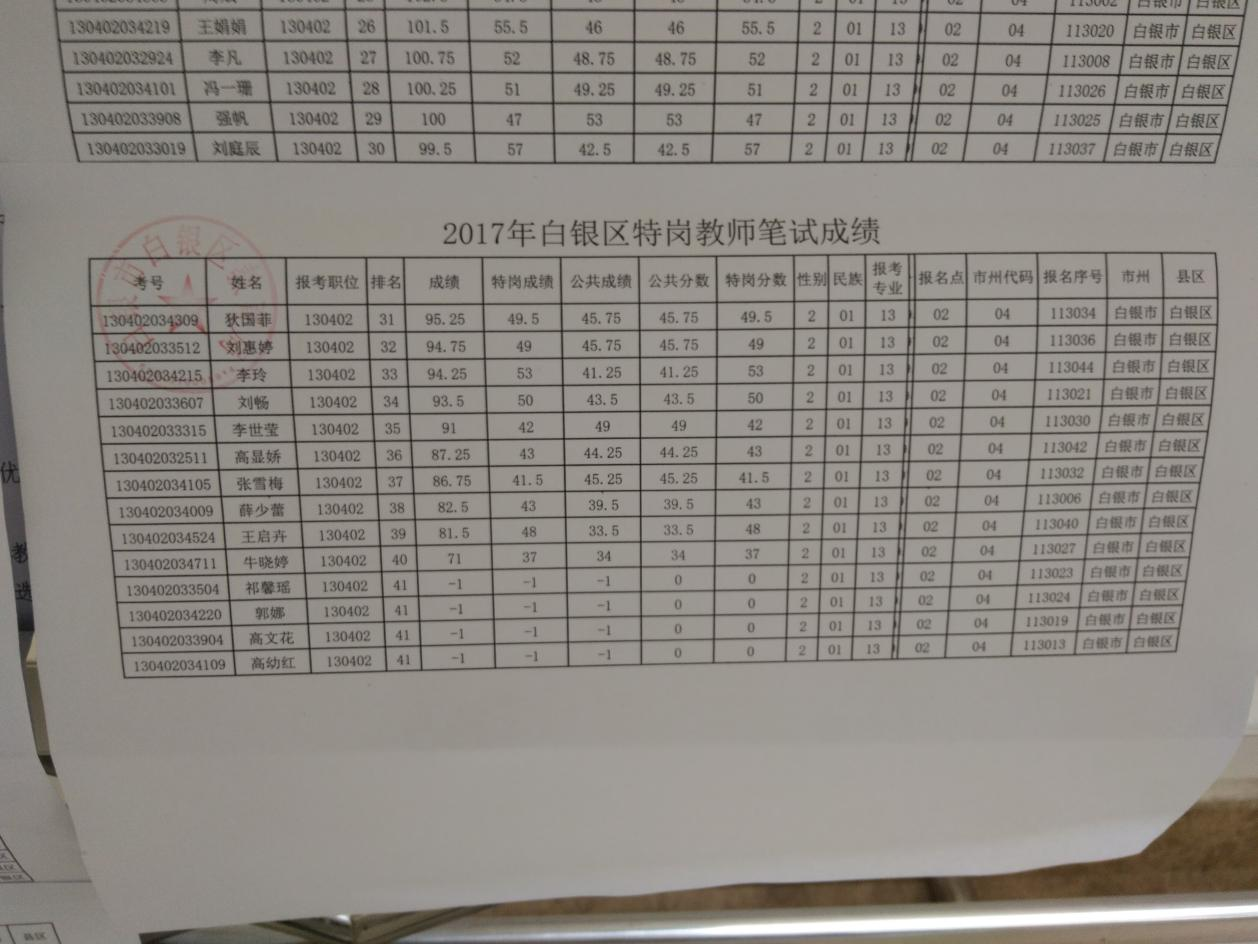 130402034219 王娟娟 130402 26 101.5 55.5 46 46 55.5 2 01 13 02 04 113020 白银市 白银区
130402032924 李凡 130402 27 100.75 52 48.75 48.75 52 2 01 13 02 04 113008 白银市 白银区
130402034101 冯一珊 130402 28 100.25 51 49.25 49.25 51 2 01 13 02 04 113026 白银市 白银区
130402033908 强帆 130402 29 100 47 53 53 47 2 01 13 02 04 113025 白银市 白银区
130402033019 刘庭辰 130402 30 99.5 57 42.5 42.5 57 2 01 13 02 04 113037 白银市 白银区
2017年白银区特岗教师笔试成绩
考号 姓名 报考职位 排名 成绩 特岗成绩 公共成绩 公共分数 特岗分数 性别 民族 报考专业 报名点 市州代码 报名序号 市州 县区
130402034309 狄国菲 130402 31 95.25 49.5 45.75 45.75 49.5 2 01 13 02 04 113034 白银市 白银区
130402033512 刘惠婷 130402 32 94.75 49 45.75 45.75 49 2 01 13 02 04 113036 白银市 白银区
130402034215 李玲 130402 33 94.25 53 41.25 41.25 53 2 01 13 02 04 113044 白银市 白银区
130402033607 刘畅 130402 34 93.5 50 43.5 43.5 50 2 01 13 02 04 113021 白银市 白银区
130402033315 李世莹 130402 35 91 42 49 49 42 2 01 13 02 04 113030 白银市 白银区
130402032511 高显娇 130402 36 87.25 43 44.25 44.25 43 2 01 13 02 04 113042 白银市 白银区
130402034105 张雪梅 130402 37 86.75 41.5 45.25 45.25 41.5 2 01 13 02 04 113032 白银市 白银区
130402034009 薛少蕾 130402 38 82.5 43 39.5 39.5 43 2 01 13 02 04 113006 白银市 白银区
130402034524 王启卉 130402 39 81.5 48 33.5 33.5 48 2 01 13 02 04 113040 白银市 白银区
130402034711 牛晓婷 130402 40 71 37 34 34 37 2 01 13 02 04 113027 白银市 白银区
130402033504 祁馨瑶 130402 41 -1 -1 -1 0 0 2 01 13 02 04 113023 白银市 白银区
130402034220 郭娜 130402 41 -1 -1 -1 0 0 2 01 13 02 04 113024 白银市 白银区
130402033904 高文花 130402 41 -1 -1 -1 0 0 2 01 13 02 04 113019 白银市 白银区
130402034109 高幼红 130402 41 -1 -1 -1 0 0 2 01 13 02 04 113013 白银市 白银区
县区